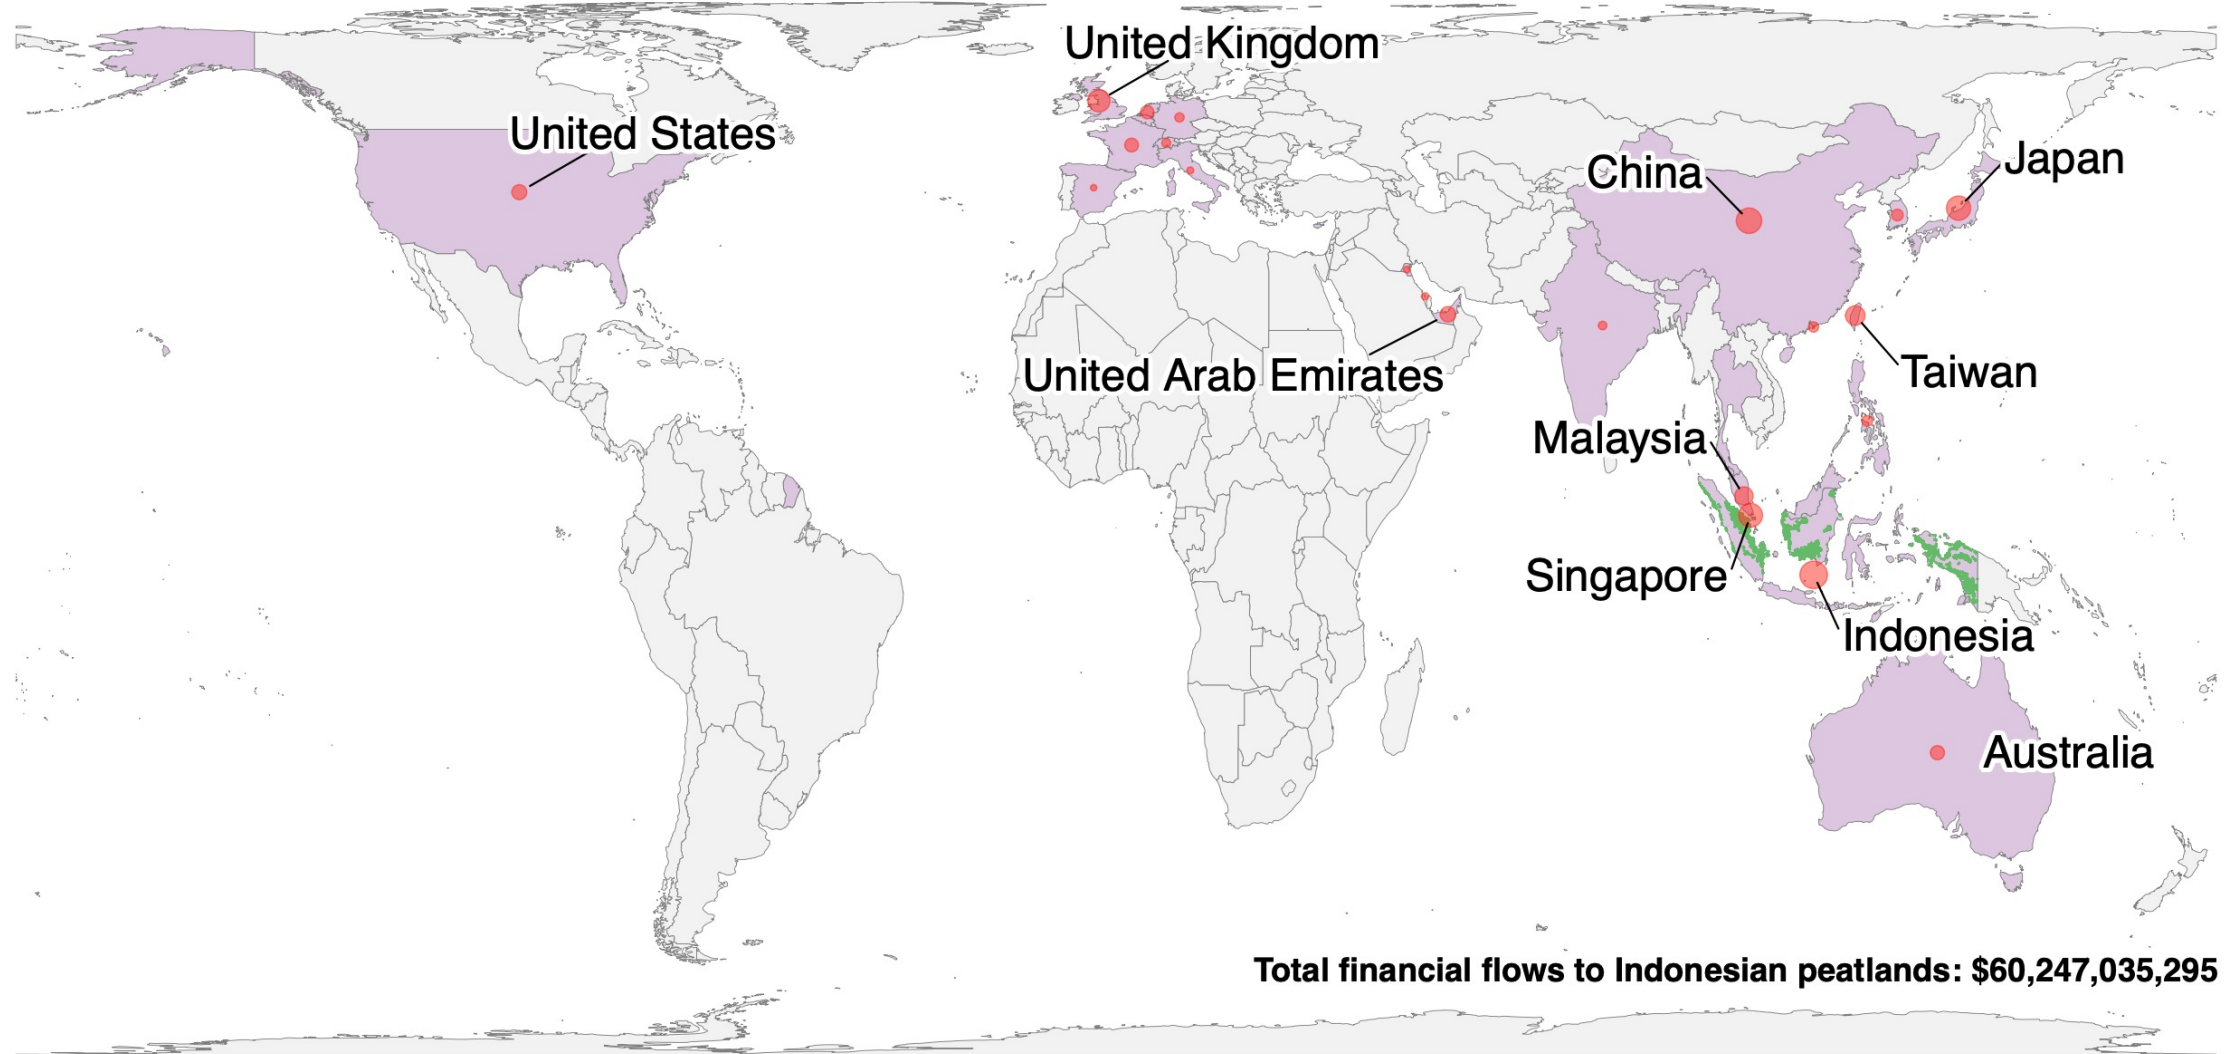 United Kingdom
United States
Japan
China
United Arab Emirates
Taiwan
Malaysia
Singapore
Indonesia
Australia
Total financial flows to Indonesian peatlands: $60,247,035,295